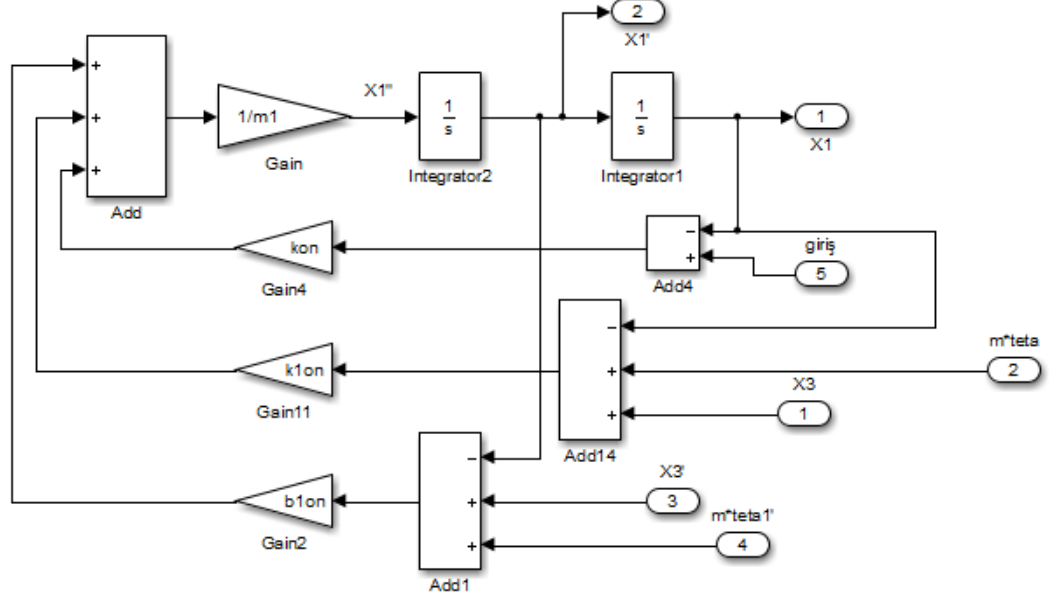 2
X1'
+
+
+
Add
1/m1
Gain
X1''
1
s
Integrator2
1
s
Integrator1
1
X1
kon
Gain4
−
+
Add4
giriş
5
k1on
Gain11
−
+
+
Add14
m*teta
2
X3
1
b1on
Gain2
−
+
+
Add1
X3'
3
m*teta1'
4